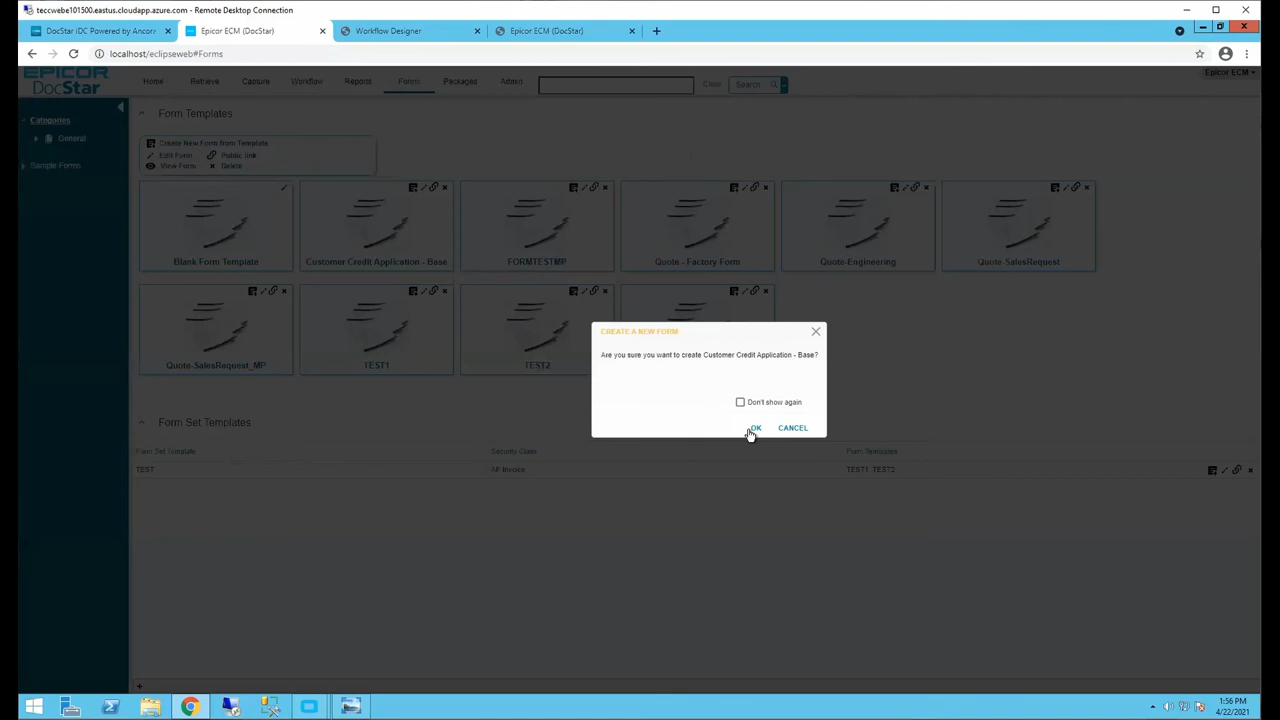 teccwebe101500.eastus.cloudapp.azure.com - Remote Desktop Connection
DocStar iDC Powered by Ancor
Epicor ECM (DocStar)
Workflow Designer
Epicor ECM (DocStar)
localhost/eclipseweb#Forms
EPICOR
DocStar
Home
Retrieve
Capture
Workflow
Reports
Forms
Packages
Admin
Clear
Search
Epicor ECM
Categories
General
Sample Forms
Form Templates
Create New Form from Template
Edit Form
Public link
View Form
Delete
Blank Form Template
Customer Credit Application - Base
FORMTESTMP
Quote - Factory Form
Quote-Engineering
Quote-SalesRequest
Quote-SalesRequest_MP
TEST1
TEST2
CREATE A NEW FORM
Are you sure you want to create Customer Credit Application - Base?
Don't show again
OK
CANCEL
Form Set Templates
Form Set Template
Security Class
Form Templates
TEST
AP Invoice
TEST1, TEST2
1:56 PM
4/22/2021